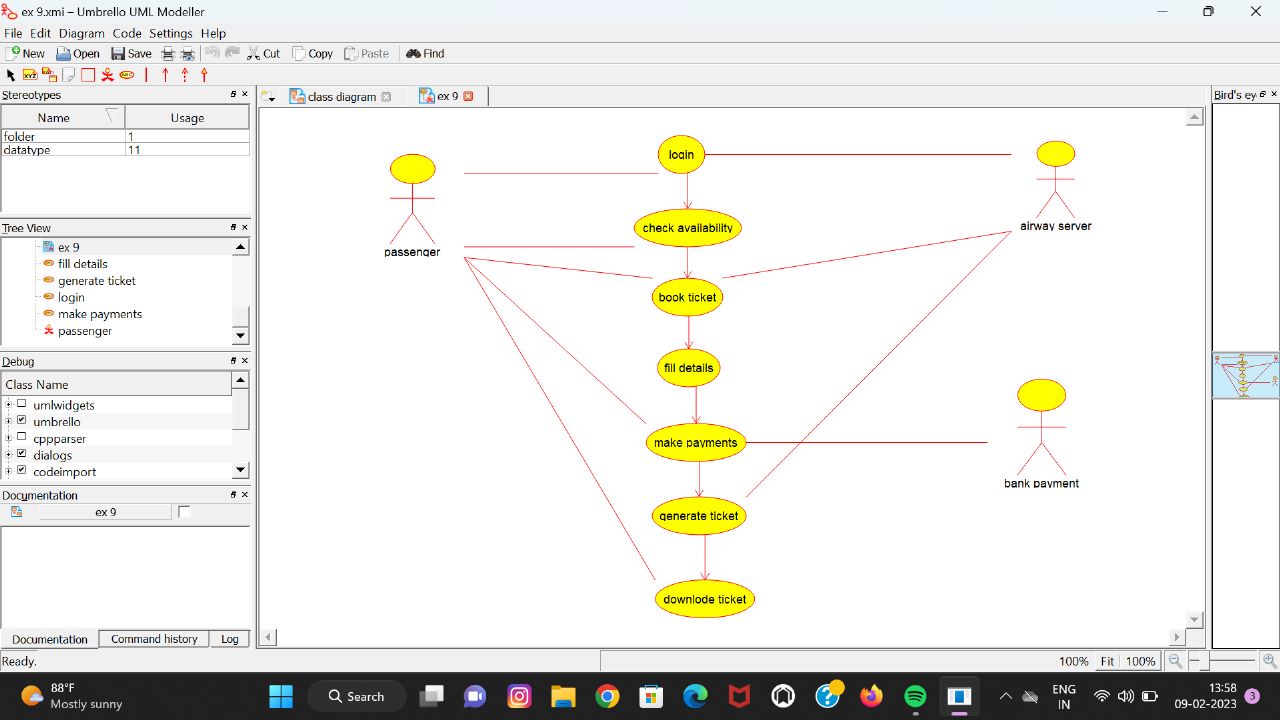 ex 9.xmi – Umbrello UML Modeller
File Edit Diagram Code Settings Help
New Open Save Cut Copy Paste Find
Stereotypes
Name Usage
folder 1
datatype 11
Tree View
ex 9
fill details
generate ticket
login
make payments
passenger
Debug
Class Name
umlwidgets
umbrello
cppparser
dialogs
codeimport
Documentation
ex 9
Documentation Command history Log
Ready.
class diagram ex 9
login
passenger
check availability
airway server
book ticket
fill details
make payments
bank payment
generate ticket
downlode ticket
Bird's ey
100% Fit 100%
88°F
Mostly sunny
Search
ENG
IN
13:58
09-02-2023
3